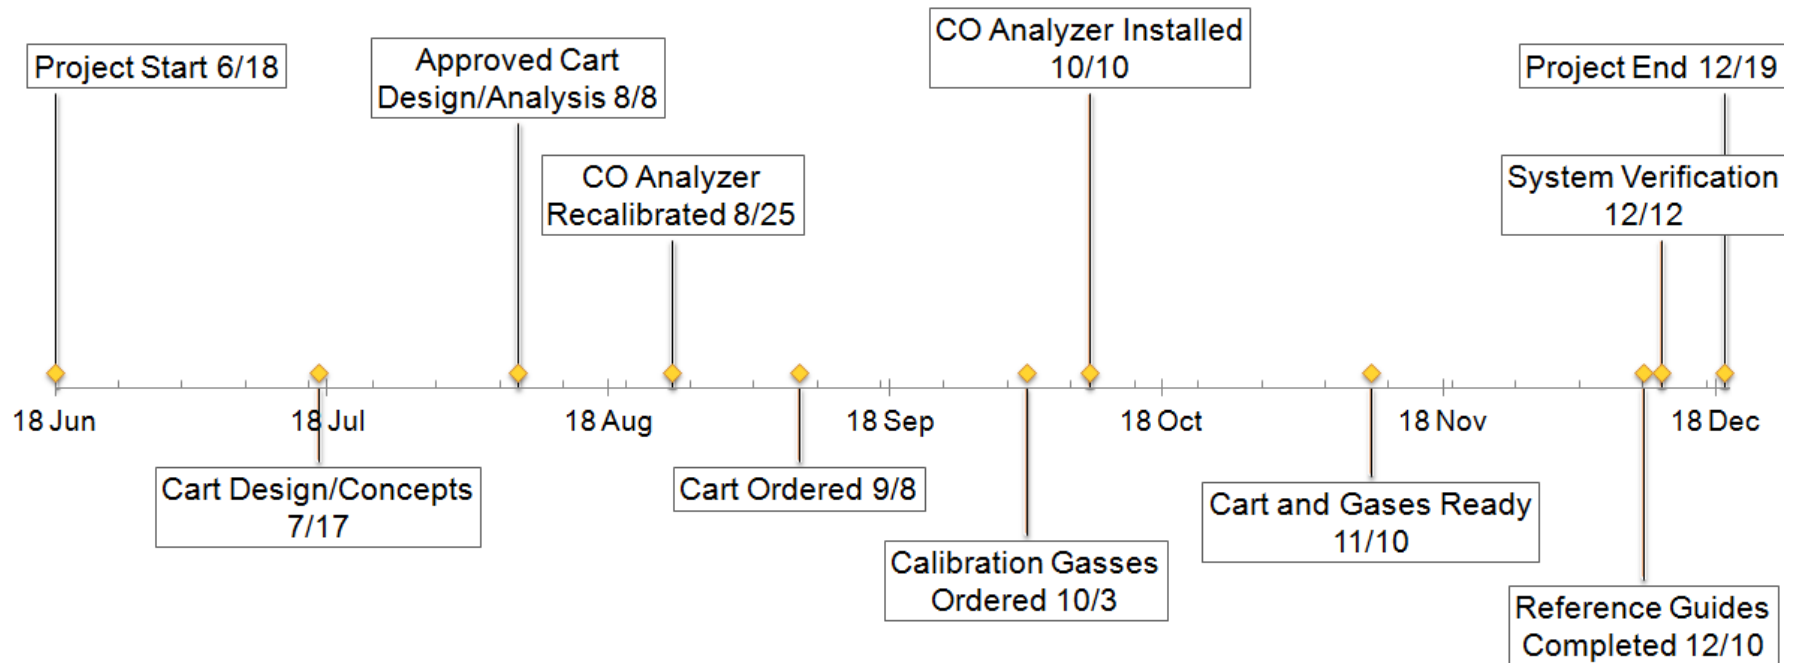 Project Start 6/18
Approved Cart
Design/Analysis 8/8
CO Analyzer
Recalibrated 8/25
CO Analyzer Installed
10/10
Project End 12/19
System Verification
12/12
18 Jun
18 Jul
18 Aug
18 Sep
18 Oct
18 Nov
18 Dec
Cart Design/Concepts
7/17
Cart Ordered 9/8
Calibration Gasses
Ordered 10/3
Cart and Gases Ready
11/10
Reference Guides
Completed 12/10